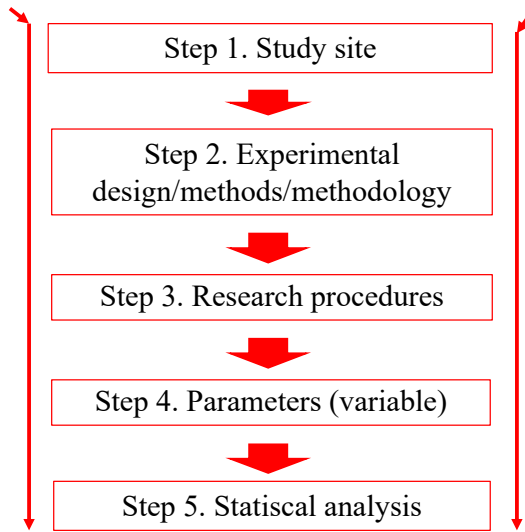 Step 1. Study site
Step 2. Experimental
design/methods/methodology
Step 3. Research procedures
Step 4. Parameters (variable)
Step 5. Statiscal analysis